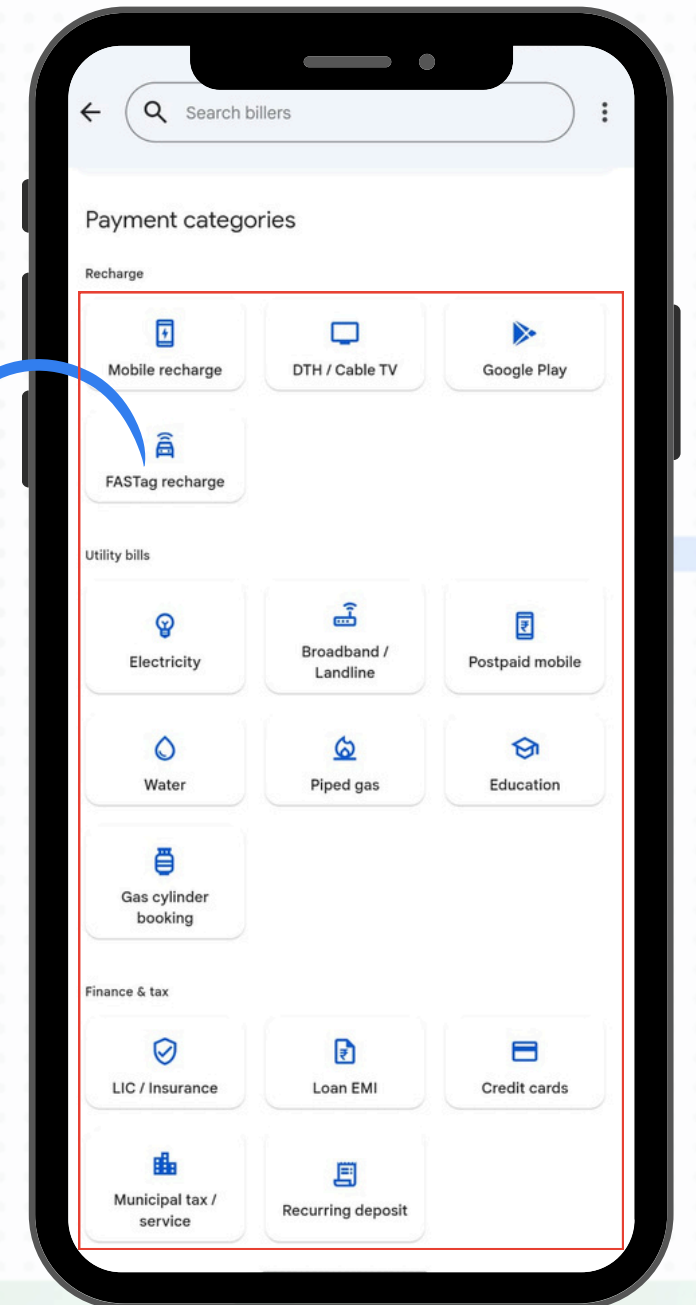 Search billers
Payment categories
Recharge
Mobile recharge
DTH / Cable TV
Google Play
FASTag recharge
Utility bills
Electricity
Broadband /
Landline
Postpaid mobile
Water
Piped gas
Education
Gas cylinder
booking
Finance & tax
LIC / Insurance
Loan EMI
Credit cards
Municipal tax /
service
Recurring deposit